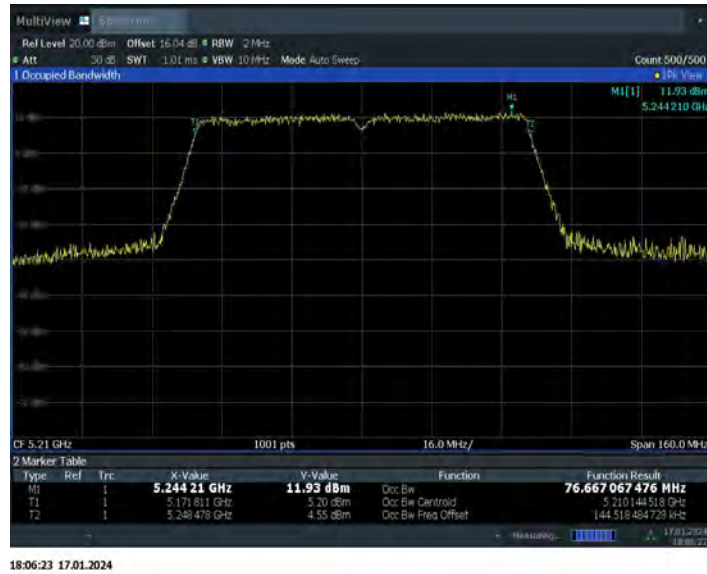 MultiView
Ref Level 20.00 dBm Offset 16.04 dB RBW 2 MHz
Att 30 dB SWT 1.01 ms VBW 10 MHz Mode Auto Sweep Count 500/500
1 Occupied Bandwidth 1Pk View
M1[1] 11.93 dBm
5.244210 GHz
M1
T1
T2
CF 5.21 GHz 1001 pts 16.0 MHz/ Span 160.0 MHz
2 Marker Table
Type Ref Trc X-Value Y-Value Function Function Result
M1 1 5.244 21 GHz 11.93 dBm Occ Bw 76.667 067 476 MHz
T1 1 5.171 811 GHz 5.20 dBm Occ Bw Centroid 5.210 144 518 GHz
T2 1 5.248 478 GHz 4.55 dBm Occ Bw Freq Offset 144.518 484 728 kHz
Measuring... 17.01.2024
18:06:22
18:06:23 17.01.2024